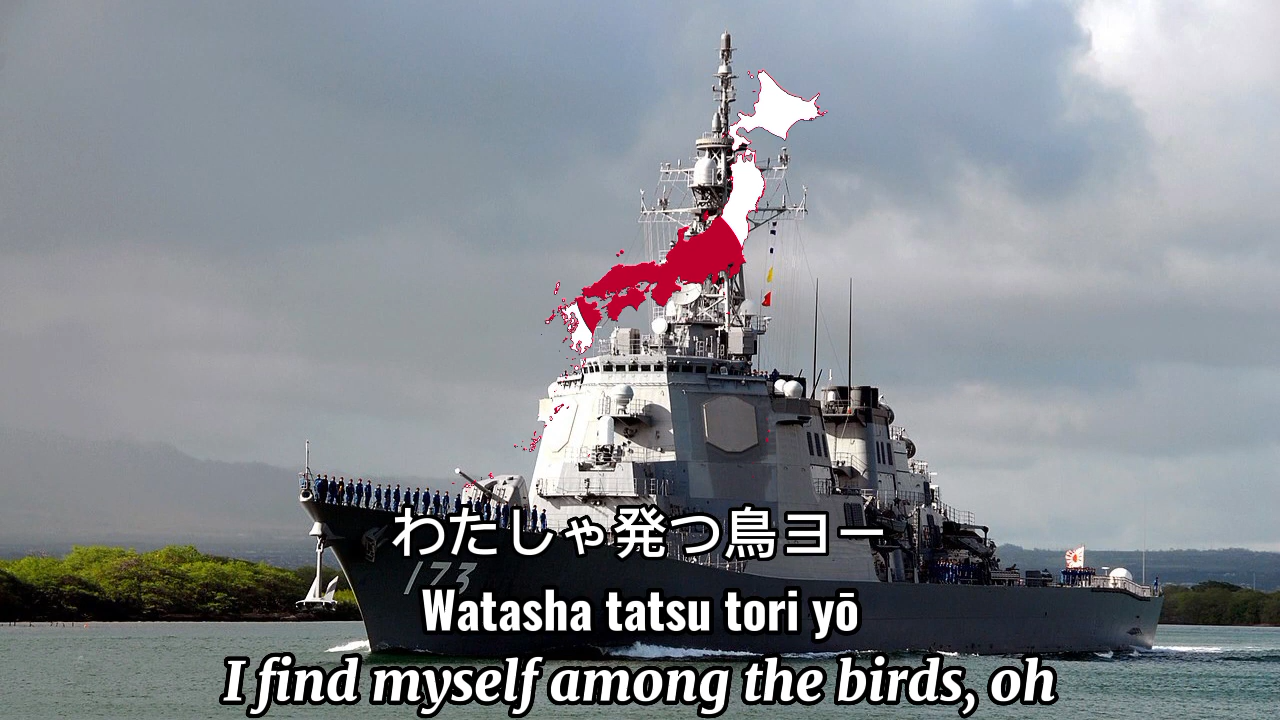 わたしゃ発つ鳥ヨー
173
Watasha tatsu tori yō
I find myself among the birds, oh